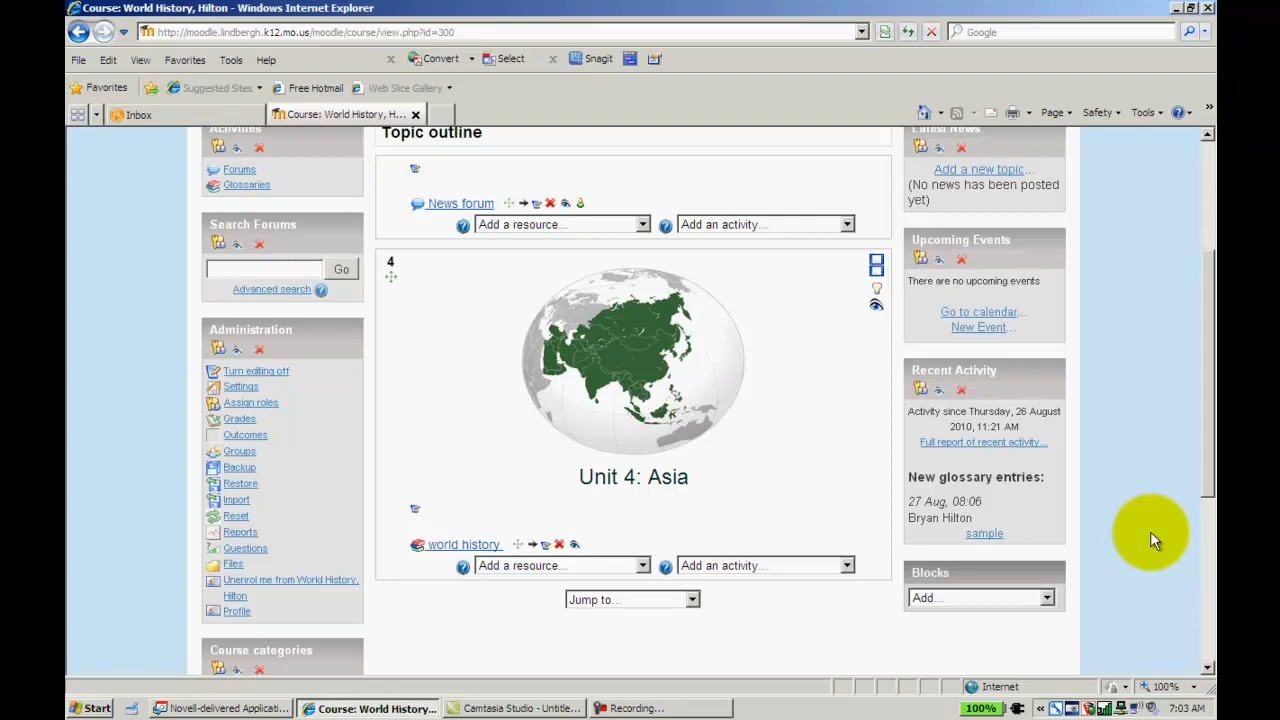 Course: World History, Hilton - Windows Internet Explorer
http://moodle.lindbergh.k12.mo.us/moodle/course/view.php?id=300
Google
File Edit View Favorites Tools Help
Convert Select Snagit
Favorites Suggested Sites Free Hotmail Web Slice Gallery
Inbox
Course: World History, H...
Page Safety Tools
Activities
Forums
Glossaries
Search Forums
Go
Advanced search
Administration
Turn editing off
Settings
Assign roles
Grades
Outcomes
Groups
Backup
Restore
Import
Reset
Reports
Questions
Files
Unenrol me from World History,
Hilton
Profile
Course categories
Topic outline
News forum
Add a resource... Add an activity...
4
Unit 4: Asia
world history
Add a resource... Add an activity...
Jump to...
Latest News
Add a new topic...
(No news has been posted
yet)
Upcoming Events
There are no upcoming events
Go to calendar...
New Event...
Recent Activity
Activity since Thursday, 26 August
2010, 11:21 AM
Full report of recent activity...
New glossary entries:
27 Aug, 08:06
Bryan Hilton
sample
Blocks
Add...
Internet
100%
Start
Novell-delivered Applicati...
Course: World History...
Camtasia Studio - Untitle...
Recording...
100%
7:03 AM